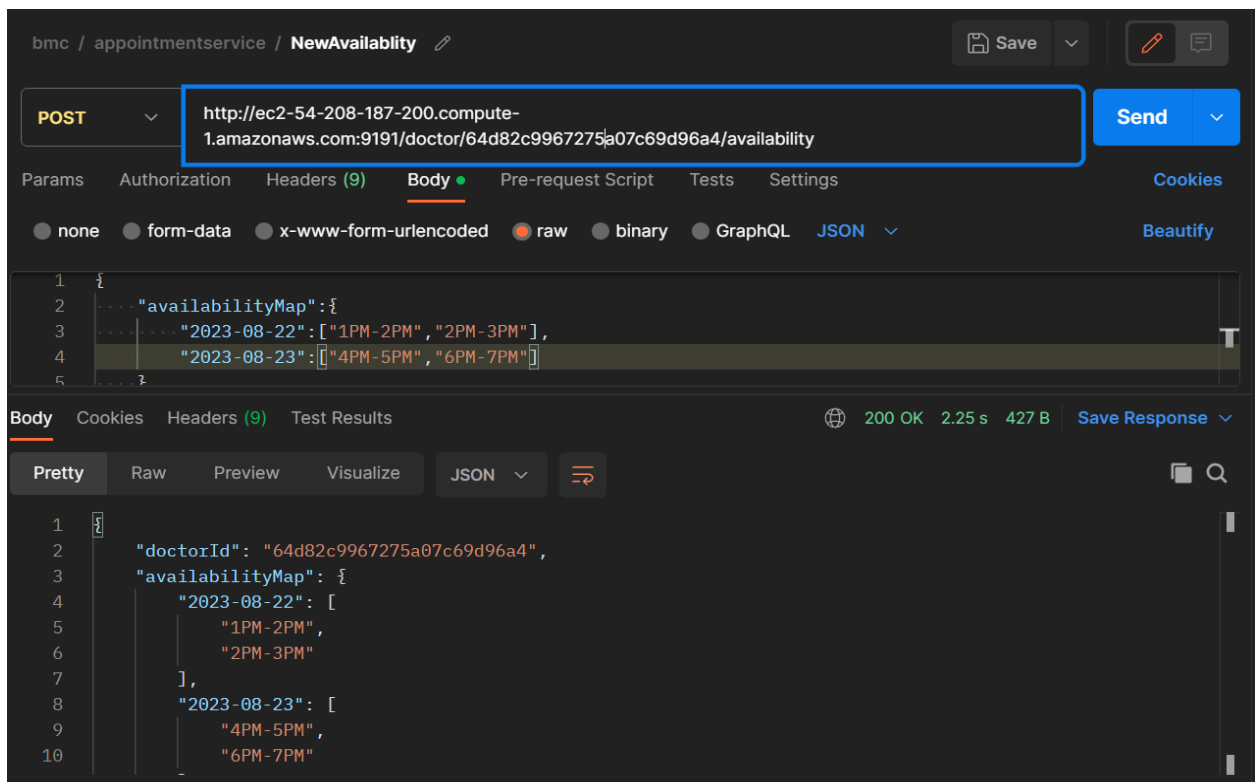 bmc / appointmentservice / NewAvailablity Save
POST http://ec2-54-208-187-200.compute-
1.amazonaws.com:9191/doctor/64d82c9967275a07c69d96a4/availability Send
Params Authorization Headers (9) Body Pre-request Script Tests Settings Cookies
none form-data x-www-form-urlencoded raw binary GraphQL JSON Beautify
1 {
2 "availabilityMap":{
3 "2023-08-22":["1PM-2PM","2PM-3PM"],
4 "2023-08-23":["4PM-5PM","6PM-7PM"]
5 }
Body Cookies Headers (9) Test Results 200 OK 2.25 s 427 B Save Response
Pretty Raw Preview Visualize JSON
1 {
2 "doctorId": "64d82c9967275a07c69d96a4",
3 "availabilityMap": {
4 "2023-08-22": [
5 "1PM-2PM",
6 "2PM-3PM"
7 ],
8 "2023-08-23": [
9 "4PM-5PM",
10 "6PM-7PM"